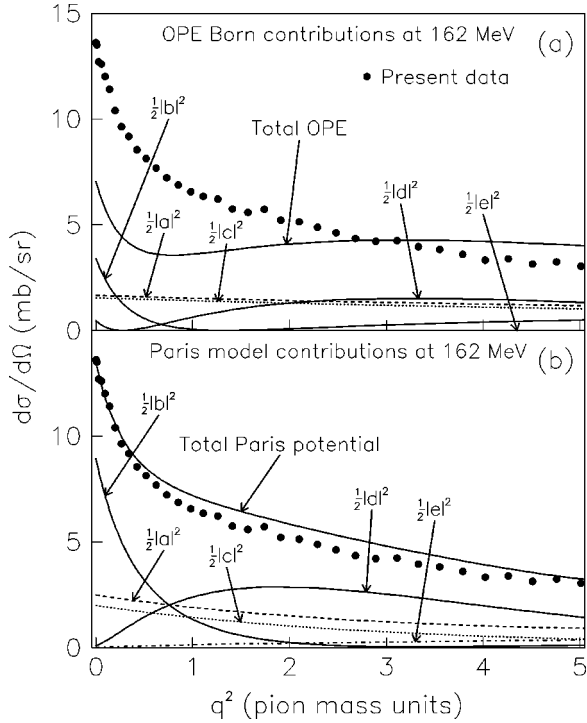 OPE Born contributions at 162 MeV (a)
● Present data
½|b|²
Total OPE
½|a|²
½|c|²
½|d|²
½|e|²
15
10
5
0
dσ/dΩ (mb/sr)
Paris model contributions at 162 MeV
(b)
½|b|²
Total Paris potential
½|a|²
½|c|²
½|d|²
½|e|²
10
5
0
0 1 2 3 4 5
q² (pion mass units)